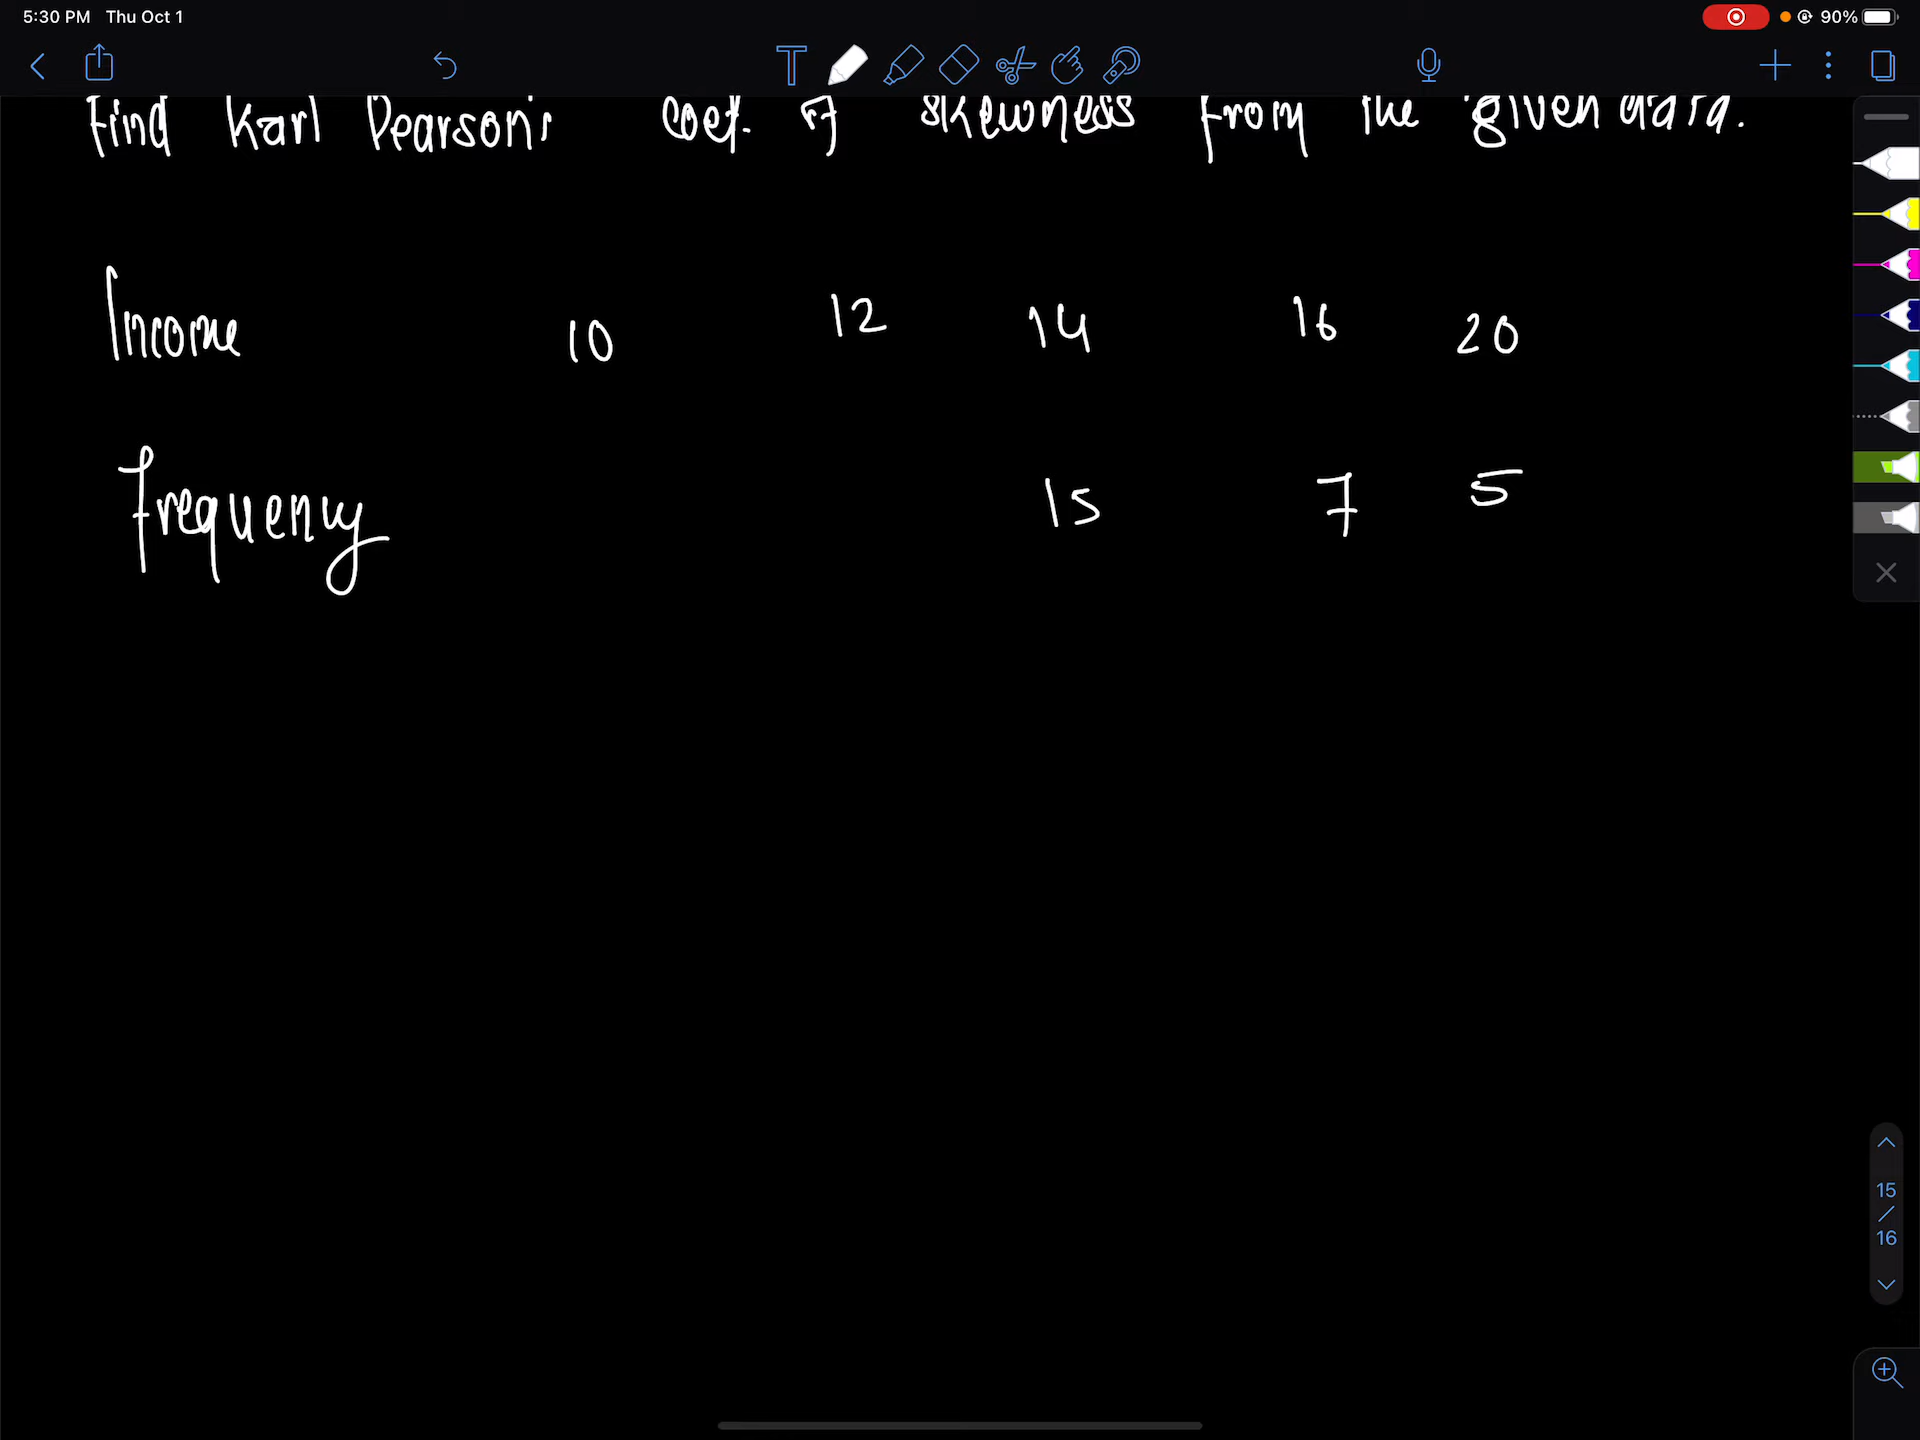 5:30 PM Thu Oct 1 90%
Find Karl Pearson's coef. of skewness from the given data.
Income 10 12 14 16 20
Frequency 15 7 5
15
/
16